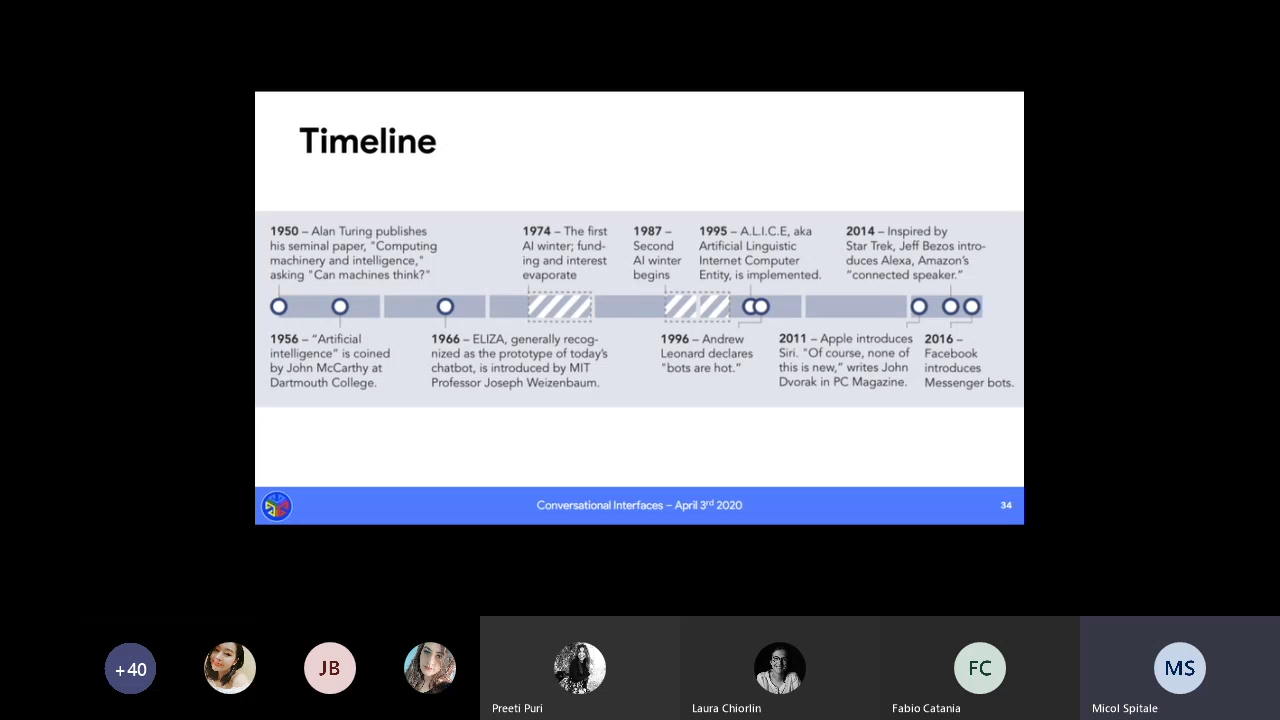 Timeline
1950 – Alan Turing publishes
his seminal paper, "Computing
machinery and intelligence,"
asking "Can machines think?"
1974 – The first
AI winter; fund-
ing and interest
evaporate
1987 –
Second
AI winter
begins
1995 – A.L.I.C.E, aka
Artificial Linguistic
Internet Computer
Entity, is implemented.
2014 – Inspired by
Star Trek, Jeff Bezos intro-
duces Alexa, Amazon's
"connected speaker."
1956 – "Artificial
intelligence" is coined
by John McCarthy at
Dartmouth College.
1966 – ELIZA, generally recog-
nized as the prototype of today's
chatbot, is introduced by MIT
Professor Joseph Weizenbaum.
1996 – Andrew
Leonard declares
"bots are hot."
2011 – Apple introduces
Siri. "Of course, none of
this is new," writes John
Dvorak in PC Magazine.
2016 –
Facebook
introduces
Messenger bots.
Conversational Interfaces – April 3rd 2020
34
+40
JB
FC
MS
Preeti Puri
Laura Chiorlin
Fabio Catania
Micol Spitale